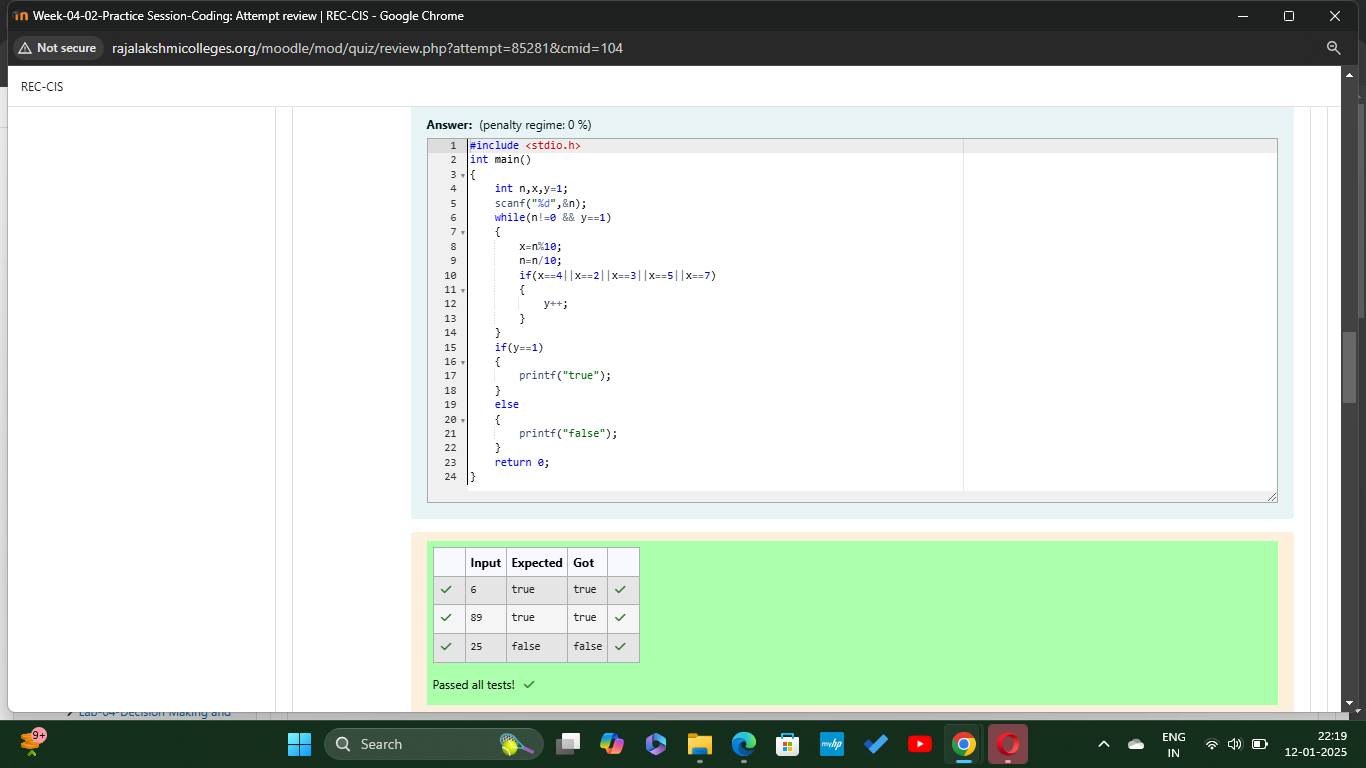 Week-04-02-Practice Session-Coding: Attempt review | REC-CIS - Google Chrome
Not secure rajalakshmicolleges.org/moodle/mod/quiz/review.php?attempt=85281&cmid=104
REC-CIS
Answer: (penalty regime: 0 %)
1 #include <stdio.h>
2 int main()
3 {
4 int n,x,y=1;
5 scanf("%d",&n);
6 while(n!=0 && y==1)
7 {
8 x=n%10;
9 n=n/10;
10 if(x==4||x==2||x==3||x==5||x==7)
11 {
12 y++;
13 }
14 }
15 if(y==1)
16 {
17 printf("true");
18 }
19 else
20 {
21 printf("false");
22 }
23 return 0;
24 }
Input Expected Got
6 true true
89 true true
25 false false
Passed all tests!
Lab-04-Decision Making and
9+
Search
myhp
ENG
IN
22:19
12-01-2025